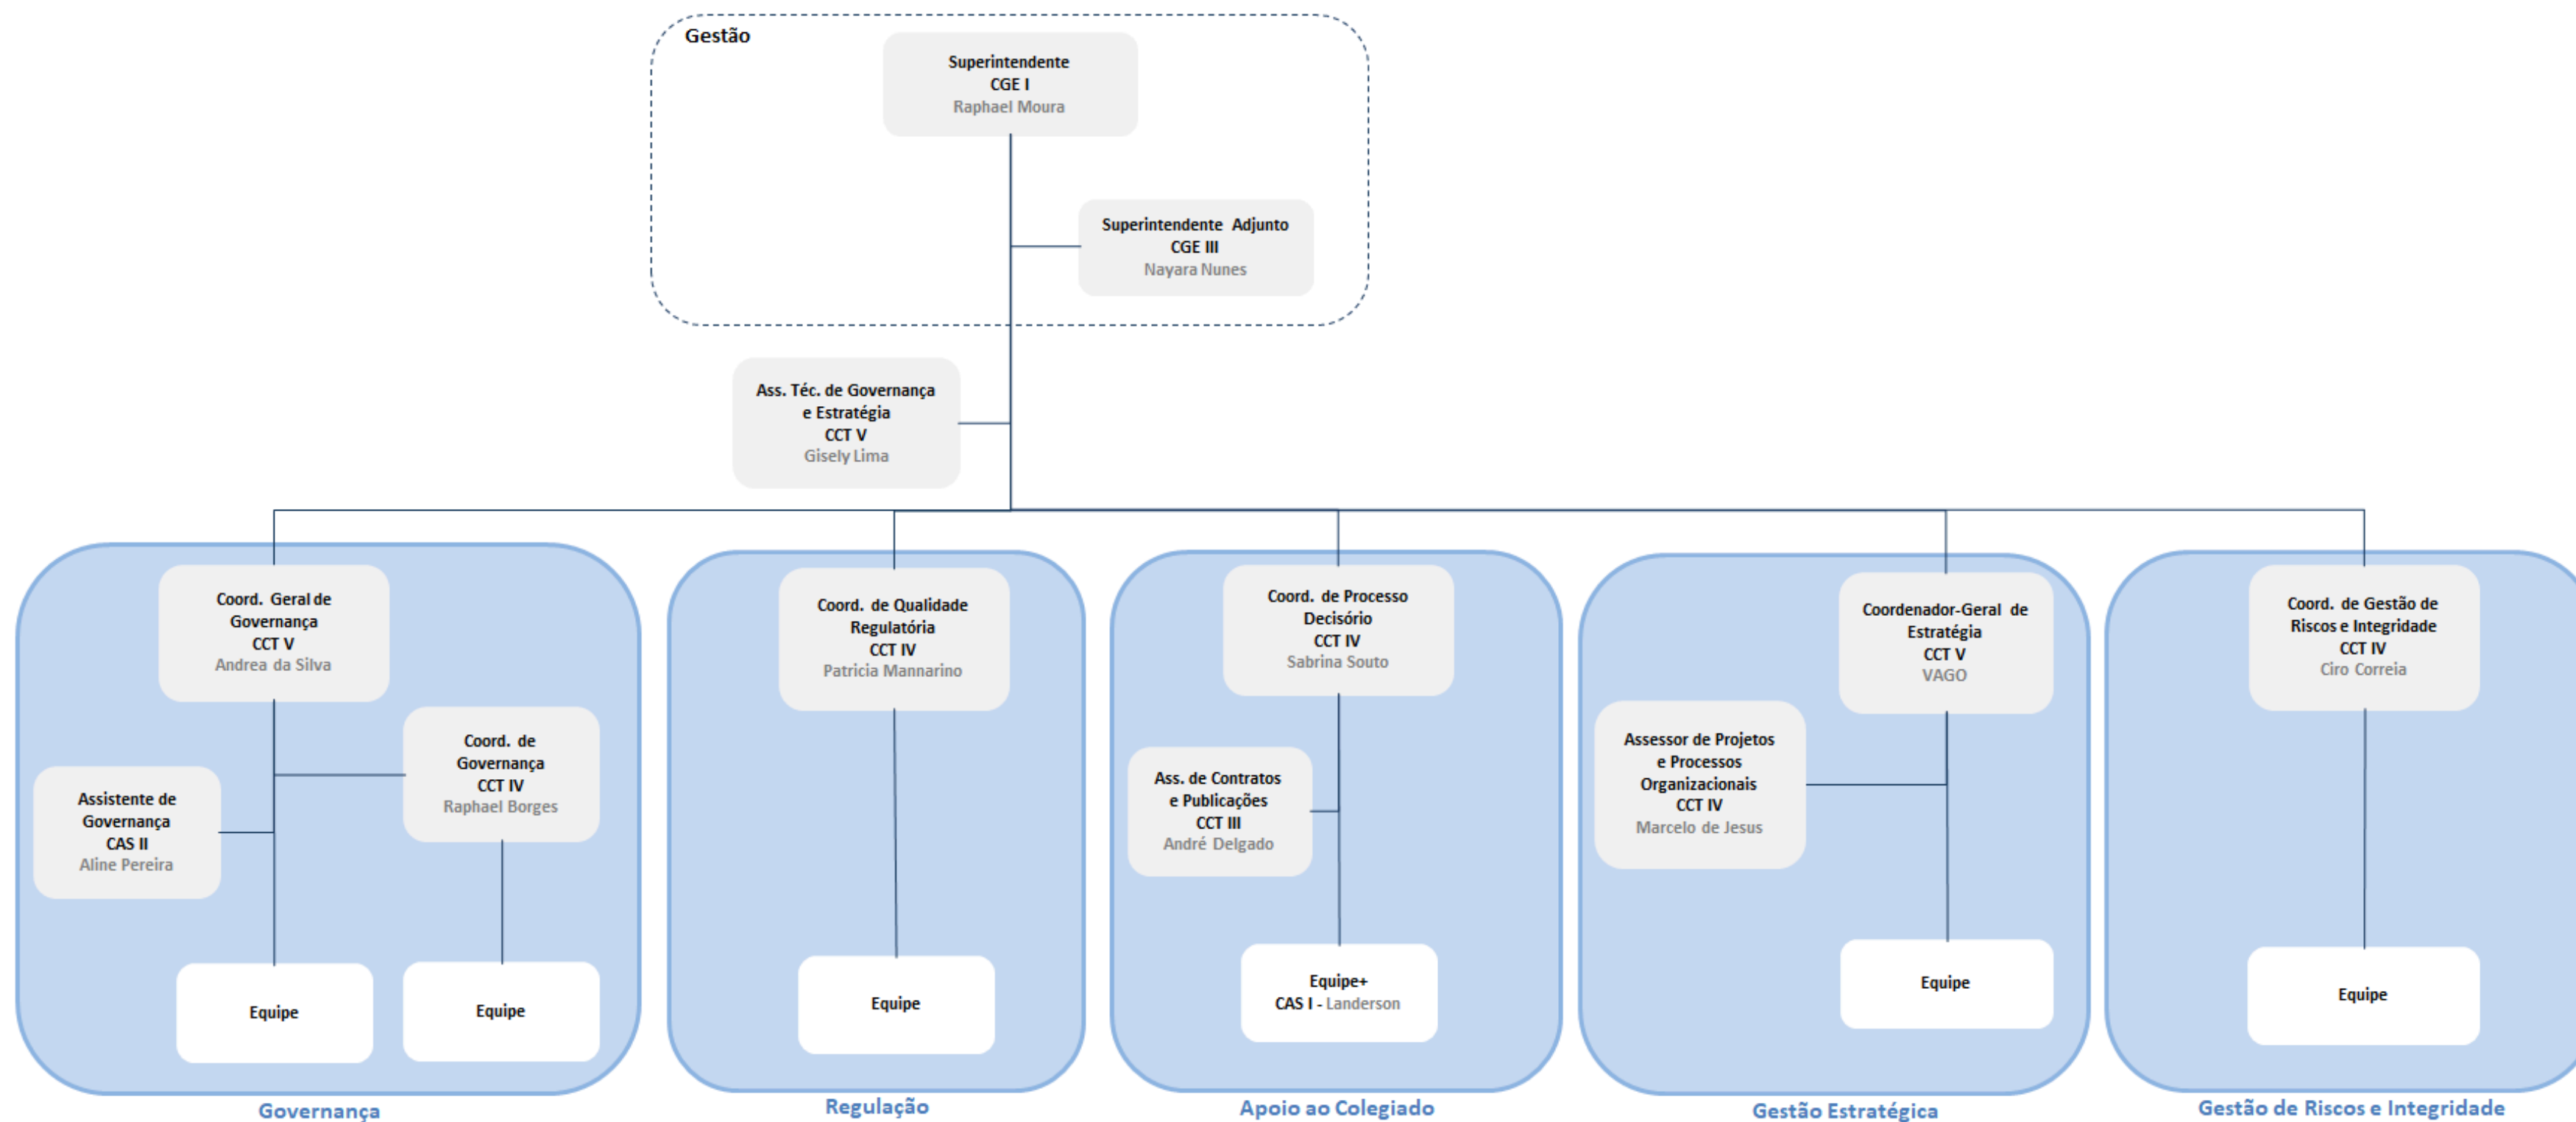 Gestão
Superintendente
CGE I
Raphael Moura
Superintendente Adjunto
CGE III
Nayara Nunes
Ass. Téc. de Governança
e Estratégia
CCT V
Gisely Lima
Coord. Geral de
Governança
CCT V
Andrea da Silva
Coord. de
Governança
CCT IV
Raphael Borges
Assistente de
Governança
CAS II
Aline Pereira
Equipe
Equipe
Governança
Coord. de Qualidade
Regulatória
CCT IV
Patricia Mannarino
Equipe
Regulação
Coord. de Processo
Decisório
CCT IV
Sabrina Souto
Ass. de Contratos
e Publicações
CCT III
André Delgado
Equipe+
CAS I - Landerson
Apoio ao Colegiado
Coordenador-Geral de
Estratégia
CCT V
VAGO
Assessor de Projetos
e Processos
Organizacionais
CCT IV
Marcelo de Jesus
Equipe
Gestão Estratégica
Coord. de Gestão de
Riscos e Integridade
CCT IV
Ciro Correia
Equipe
Gestão de Riscos e Integridade